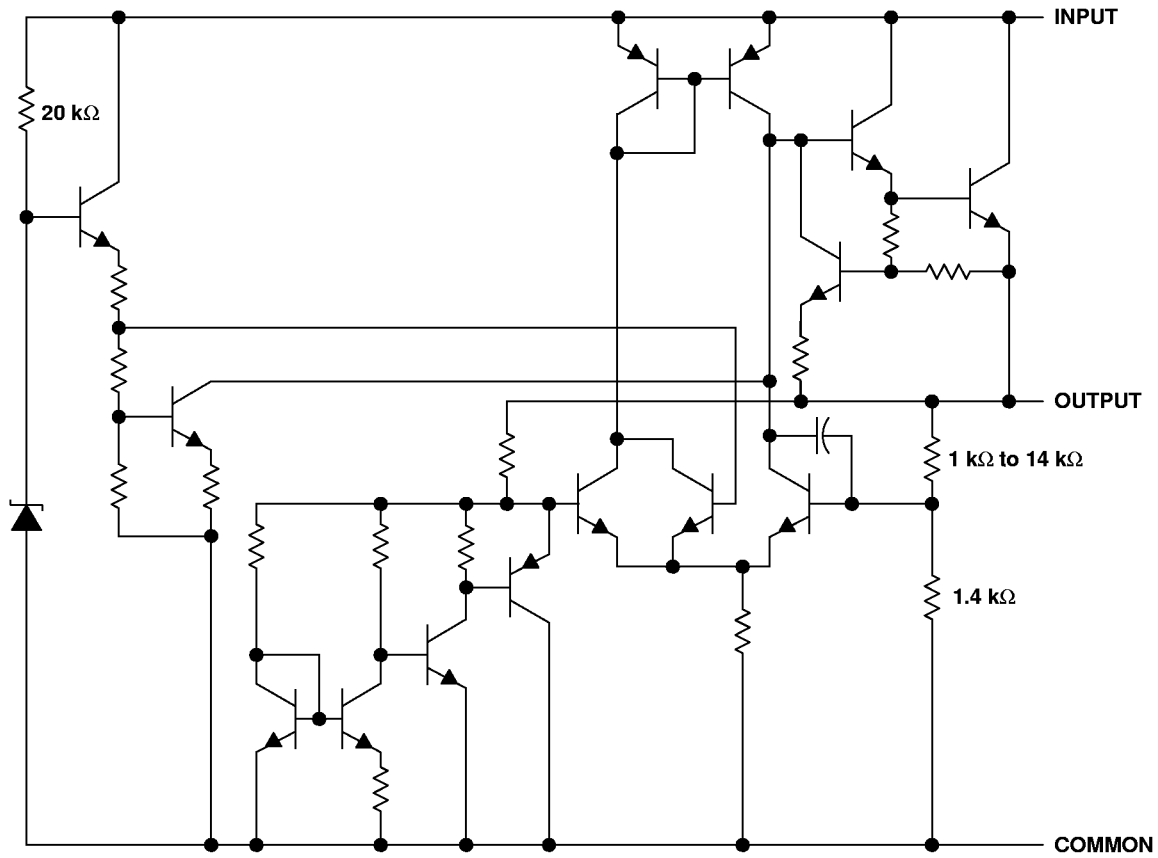 INPUT
20 kΩ
OUTPUT
1 kΩ to 14 kΩ
1.4 kΩ
COMMON